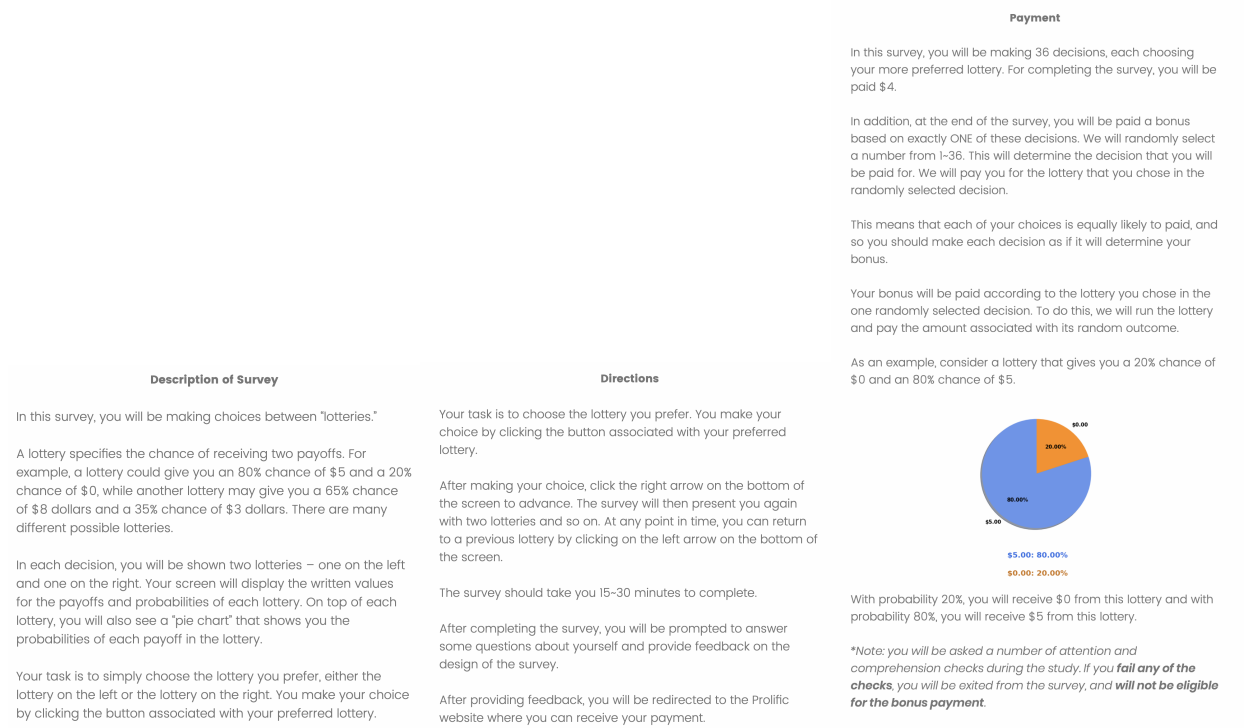 Description of Survey
In this survey, you will be making choices between "lotteries."
A lottery specifies the chance of receiving two payoffs. For
example, a lottery could give you an 80% chance of $5 and a 20%
chance of $0, while another lottery may give you a 65% chance
of $8 dollars and a 35% chance of $3 dollars. There are many
different possible lotteries.
In each decision, you will be shown two lotteries – one on the left
and one on the right. Your screen will display the written values
for the payoffs and probabilities of each lottery. On top of each
lottery, you will also see a "pie chart" that shows you the
probabilities of each payoff in the lottery.
Your task is to simply choose the lottery you prefer, either the
lottery on the left or the lottery on the right. You make your choice
by clicking the button associated with your preferred lottery.
Directions
Your task is to choose the lottery you prefer. You make your
choice by clicking the button associated with your preferred
lottery.
After making your choice, click the right arrow on the bottom of
the screen to advance. The survey will then present you again
with two lotteries and so on. At any point in time, you can return
to a previous lottery by clicking on the left arrow on the bottom of
the screen.
The survey should take you 15~30 minutes to complete.
After completing the survey, you will be prompted to answer
some questions about yourself and provide feedback on the
design of the survey.
After providing feedback, you will be redirected to the Prolific
website where you can receive your payment.
Payment
In this survey, you will be making 36 decisions, each choosing
your more preferred lottery. For completing the survey, you will be
paid $4.
In addition, at the end of the survey, you will be paid a bonus
based on exactly ONE of these decisions. We will randomly select
a number from 1~36. This will determine the decision that you will
be paid for. We will pay you for the lottery that you chose in the
randomly selected decision.
This means that each of your choices is equally likely to paid, and
so you should make each decision as if it will determine your
bonus.
Your bonus will be paid according to the lottery you chose in the
one randomly selected decision. To do this, we will run the lottery
and pay the amount associated with its random outcome.
As an example, consider a lottery that gives you a 20% chance of
$0 and an 80% chance of $5.
$0.00
20.00%
80.00%
$5.00
$5.00: 80.00%
$0.00: 20.00%
With probability 20%, you will receive $0 from this lottery and with
probability 80%, you will receive $5 from this lottery.
*Note: you will be asked a number of attention and
comprehension checks during the study. If you fail any of the
checks, you will be exited from the survey, and will not be eligible
for the bonus payment.